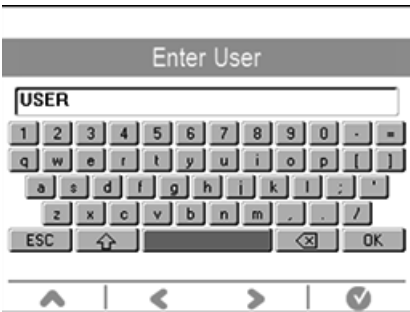 Enter User
USER
1 2 3 4 5 6 7 8 9 0 - =
q w e r t y u i o p [ ]
a s d f g h j k l ; '
z x c v b n m , . /
ESC OK